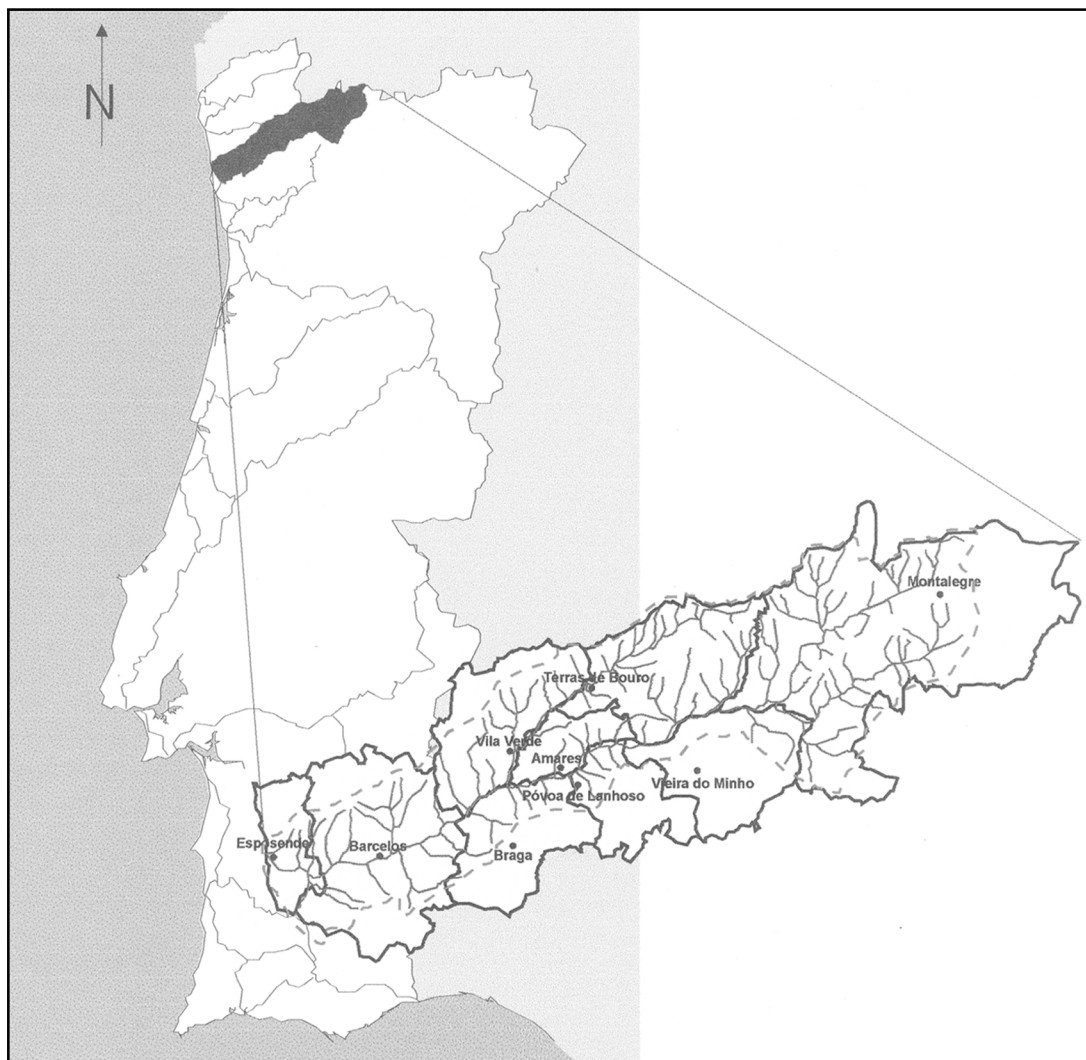 N
Montalegre
Terras de Bouro
Vila Verde
Amares
Vieira do Minho
Póvoa de Lanhoso
Esposende
Barcelos
Braga